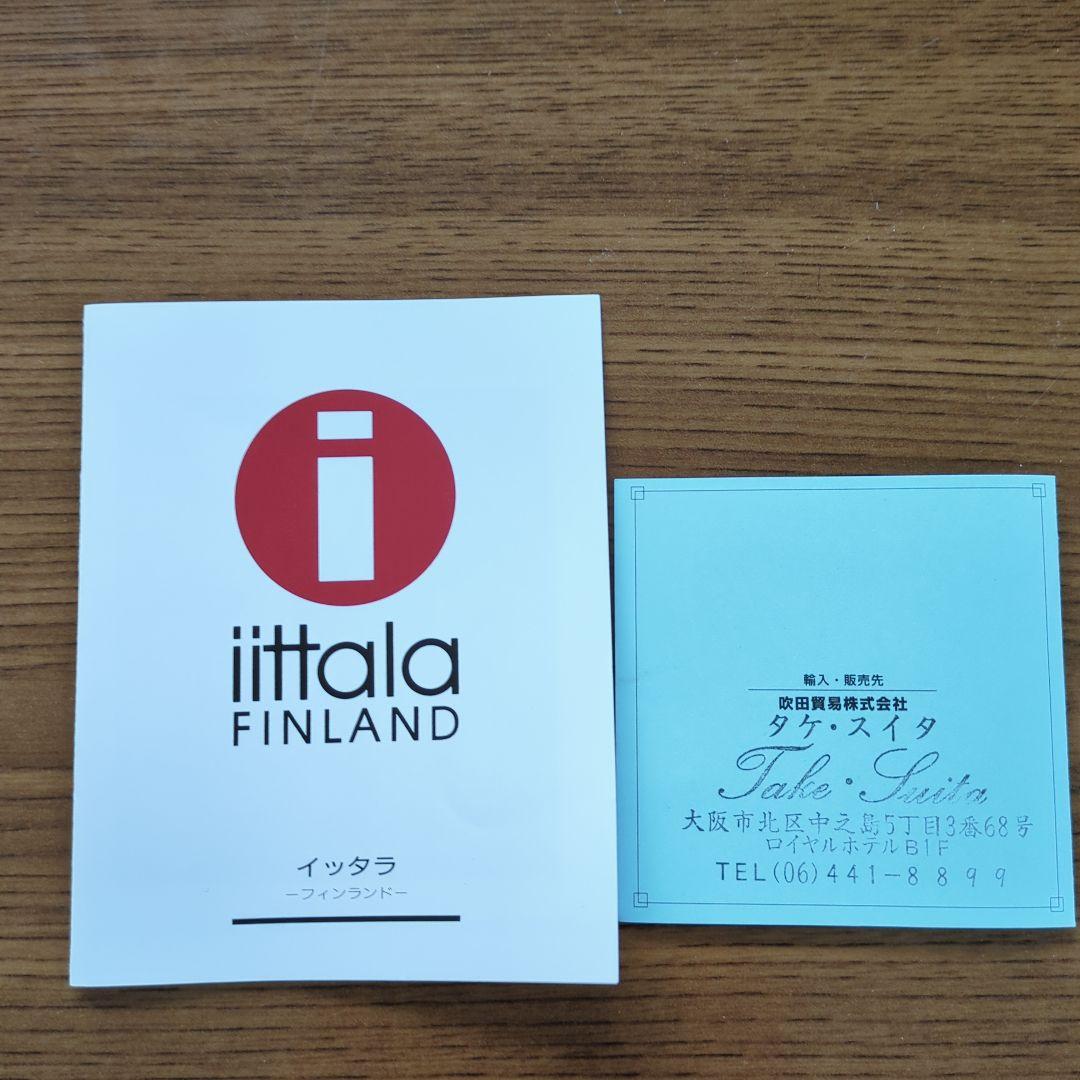 i
iittala
FINLAND
イッタラ
―フィンランド―
輸入・販売先
吹田貿易株式会社
タケ・スイタ
Take・Suita
大阪市北区中之島5丁目3番68号
ロイヤルホテルB1F
TEL(06)441-8899